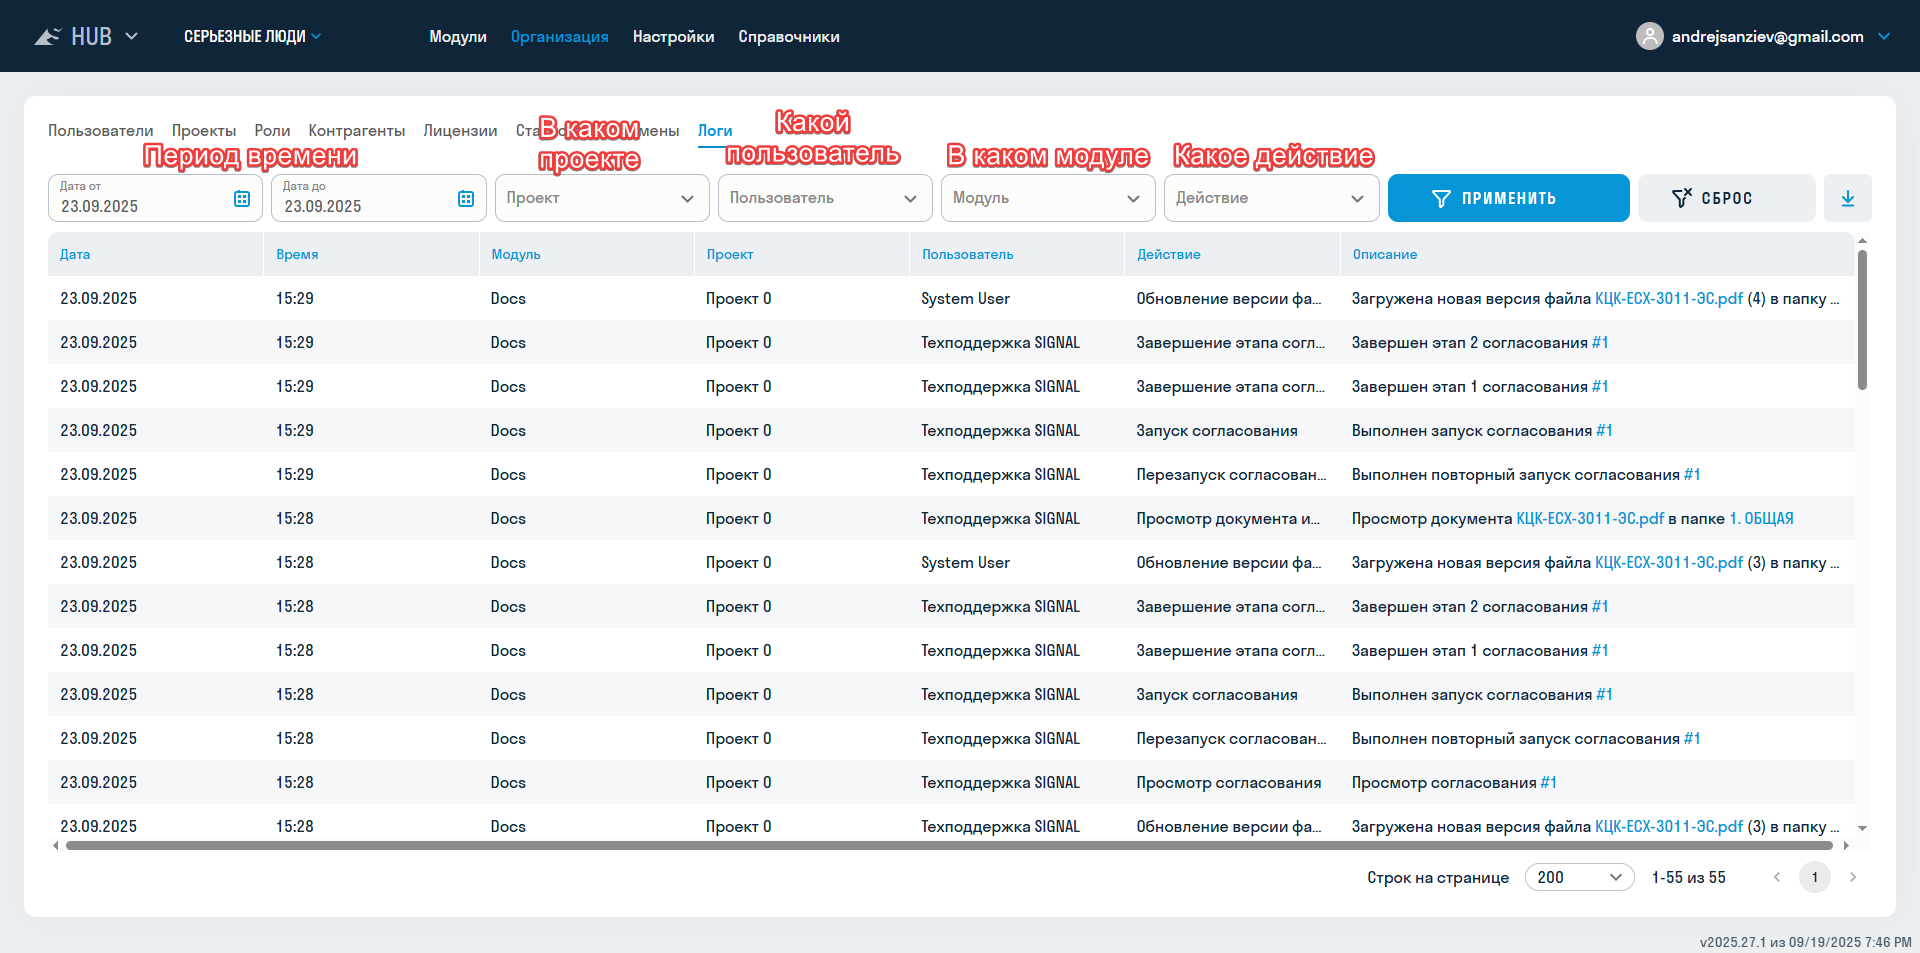 HUB СЕРЬЕЗНЫЕ ЛЮДИ Модули Организация Настройки Справочники andrejsanziev@gmail.com
Пользователи Проекты Роли Контрагенты Лицензии Логи
Период времени
В каком проекте
Какой пользователь
В каком модуле
Какое действие
Дата от 23.09.2025
Дата до 23.09.2025
Проект
Пользователь
Модуль
Действие
ПРИМЕНИТЬ
СБРОС
Дата Время Модуль Проект Пользователь Действие Описание
23.09.2025 15:29 Docs Проект 0 System User Обновление версии фа... Загружена новая версия файла КЦК-ЕСХ-3011-ЭС.pdf (4) в папку ...
23.09.2025 15:29 Docs Проект 0 Техподдержка SIGNAL Завершение этапа согл... Завершен этап 2 согласования #1
23.09.2025 15:29 Docs Проект 0 Техподдержка SIGNAL Завершение этапа согл... Завершен этап 1 согласования #1
23.09.2025 15:29 Docs Проект 0 Техподдержка SIGNAL Запуск согласования Выполнен запуск согласования #1
23.09.2025 15:29 Docs Проект 0 Техподдержка SIGNAL Перезапуск согласован... Выполнен повторный запуск согласования #1
23.09.2025 15:28 Docs Проект 0 Техподдержка SIGNAL Просмотр документа и... Просмотр документа КЦК-ЕСХ-3011-ЭС.pdf в папке 1. ОБЩАЯ
23.09.2025 15:28 Docs Проект 0 System User Обновление версии фа... Загружена новая версия файла КЦК-ЕСХ-3011-ЭС.pdf (3) в папку ...
23.09.2025 15:28 Docs Проект 0 Техподдержка SIGNAL Завершение этапа согл... Завершен этап 2 согласования #1
23.09.2025 15:28 Docs Проект 0 Техподдержка SIGNAL Завершение этапа согл... Завершен этап 1 согласования #1
23.09.2025 15:28 Docs Проект 0 Техподдержка SIGNAL Запуск согласования Выполнен запуск согласования #1
23.09.2025 15:28 Docs Проект 0 Техподдержка SIGNAL Перезапуск согласован... Выполнен повторный запуск согласования #1
23.09.2025 15:28 Docs Проект 0 Техподдержка SIGNAL Просмотр согласования Просмотр согласования #1
23.09.2025 15:28 Docs Проект 0 Техподдержка SIGNAL Обновление версии фа... Загружена новая версия файла КЦК-ЕСХ-3011-ЭС.pdf (3) в папку ...
Строк на странице 200 1-55 из 55 1
v2025.27.1 из 09/19/2025 7:46 PM